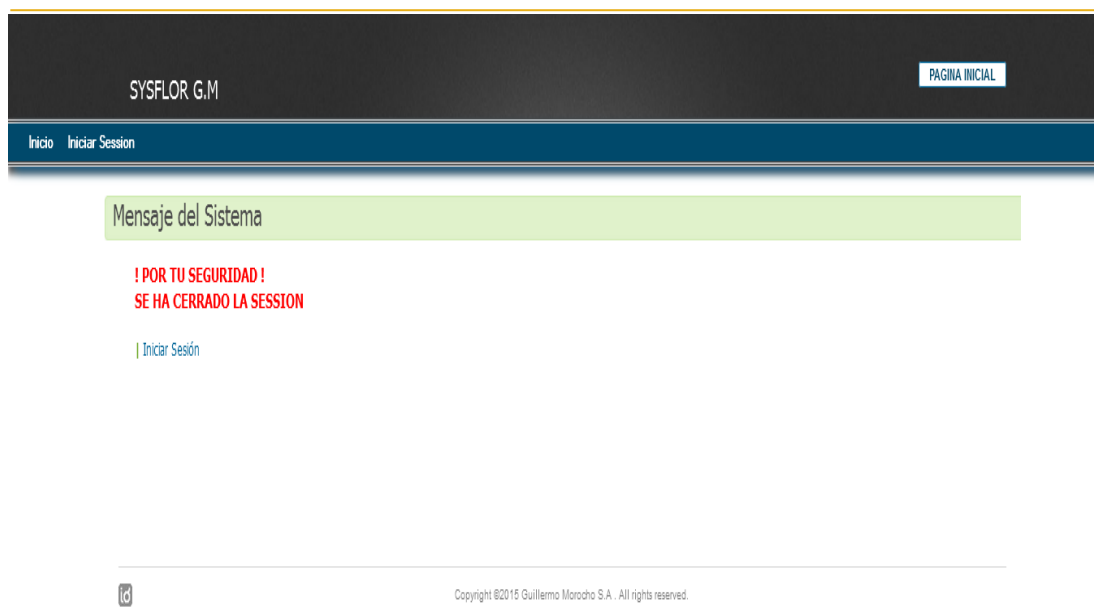 SYSFLOR G.M
PAGINA INICIAL
Inicio Iniciar Session
Mensaje del Sistema
! POR TU SEGURIDAD !
SE HA CERRADO LA SESSION
| Iniciar Sesión
id
Copyright ©2015 Guillermo Morocho S.A . All rights reserved.